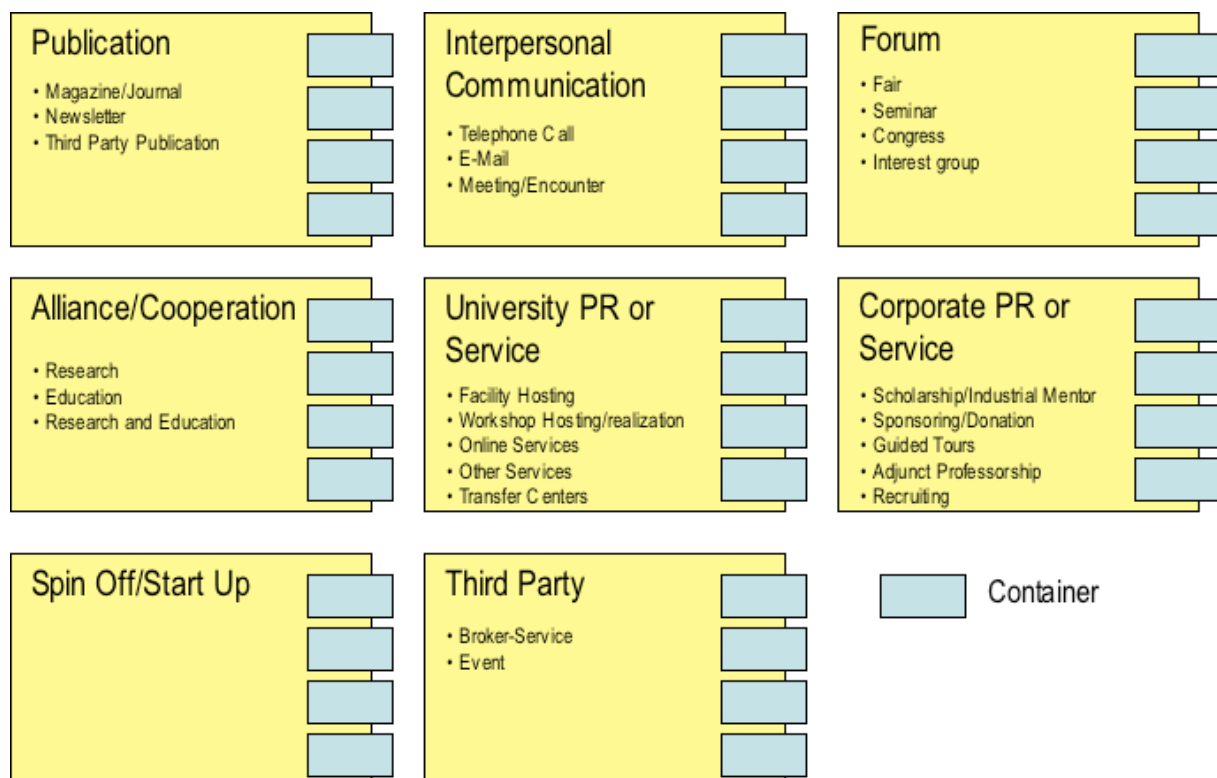 Publication
• Magazine/Journal
• Newsletter
• Third Party Publication
Interpersonal
Communication
• Telephone Call
• E-Mail
• Meeting/Encounter
Forum
• Fair
• Seminar
• Congress
• Interest group
Alliance/Cooperation
• Research
• Education
• Research and Education
University PR or
Service
• Facility Hosting
• Workshop Hosting/realization
• Online Services
• Other Services
• Transfer Centers
Corporate PR or
Service
• Scholarship/Industrial Mentor
• Sponsoring/Donation
• Guided Tours
• Adjunct Professorship
• Recruiting
Spin Off/Start Up
Third Party
• Broker-Service
• Event
Container